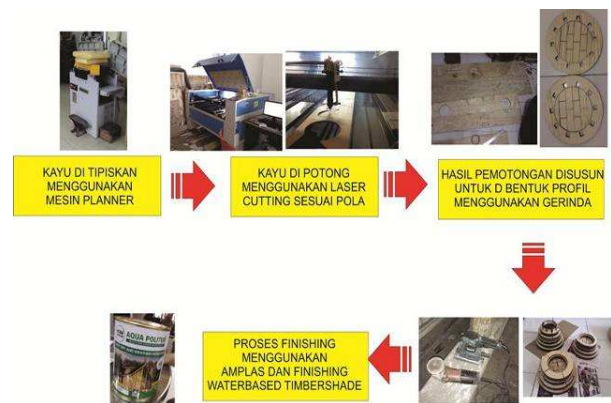 KAYU DI TIPISKAN
MENGGUNAKAN
MESIN PLANNER
KAYU DI POTONG
MENGGUNAKAN LASER
CUTTING SESUAI POLA
HASIL PEMOTONGAN DISUSUN
UNTUK D BENTUK PROFIL
MENGGUNAKAN GERINDA
PROSES FINISHING
MENGGUNAKAN
AMPLAS DAN FINISHING
WATERBASED TIMBERSHADE
AQUA POLITUR